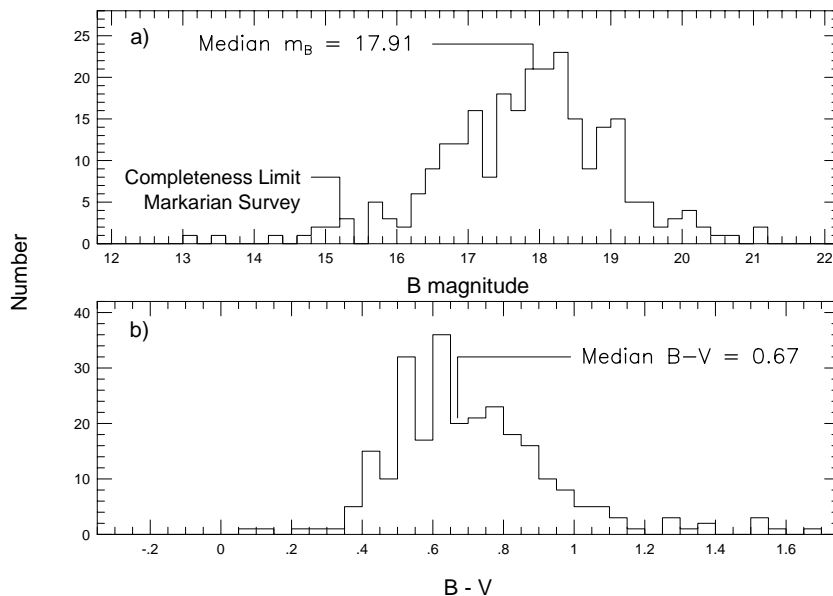 a)
Median m_B = 17.91
Completeness Limit
Markarian Survey
25
20
15
10
5
0
12 13 14 15 16 17 18 19 20 21 22
B magnitude
Number
b)
Median B−V = 0.67
40
30
20
10
0
-.2 0 .2 .4 .6 .8 1 1.2 1.4 1.6
B - V